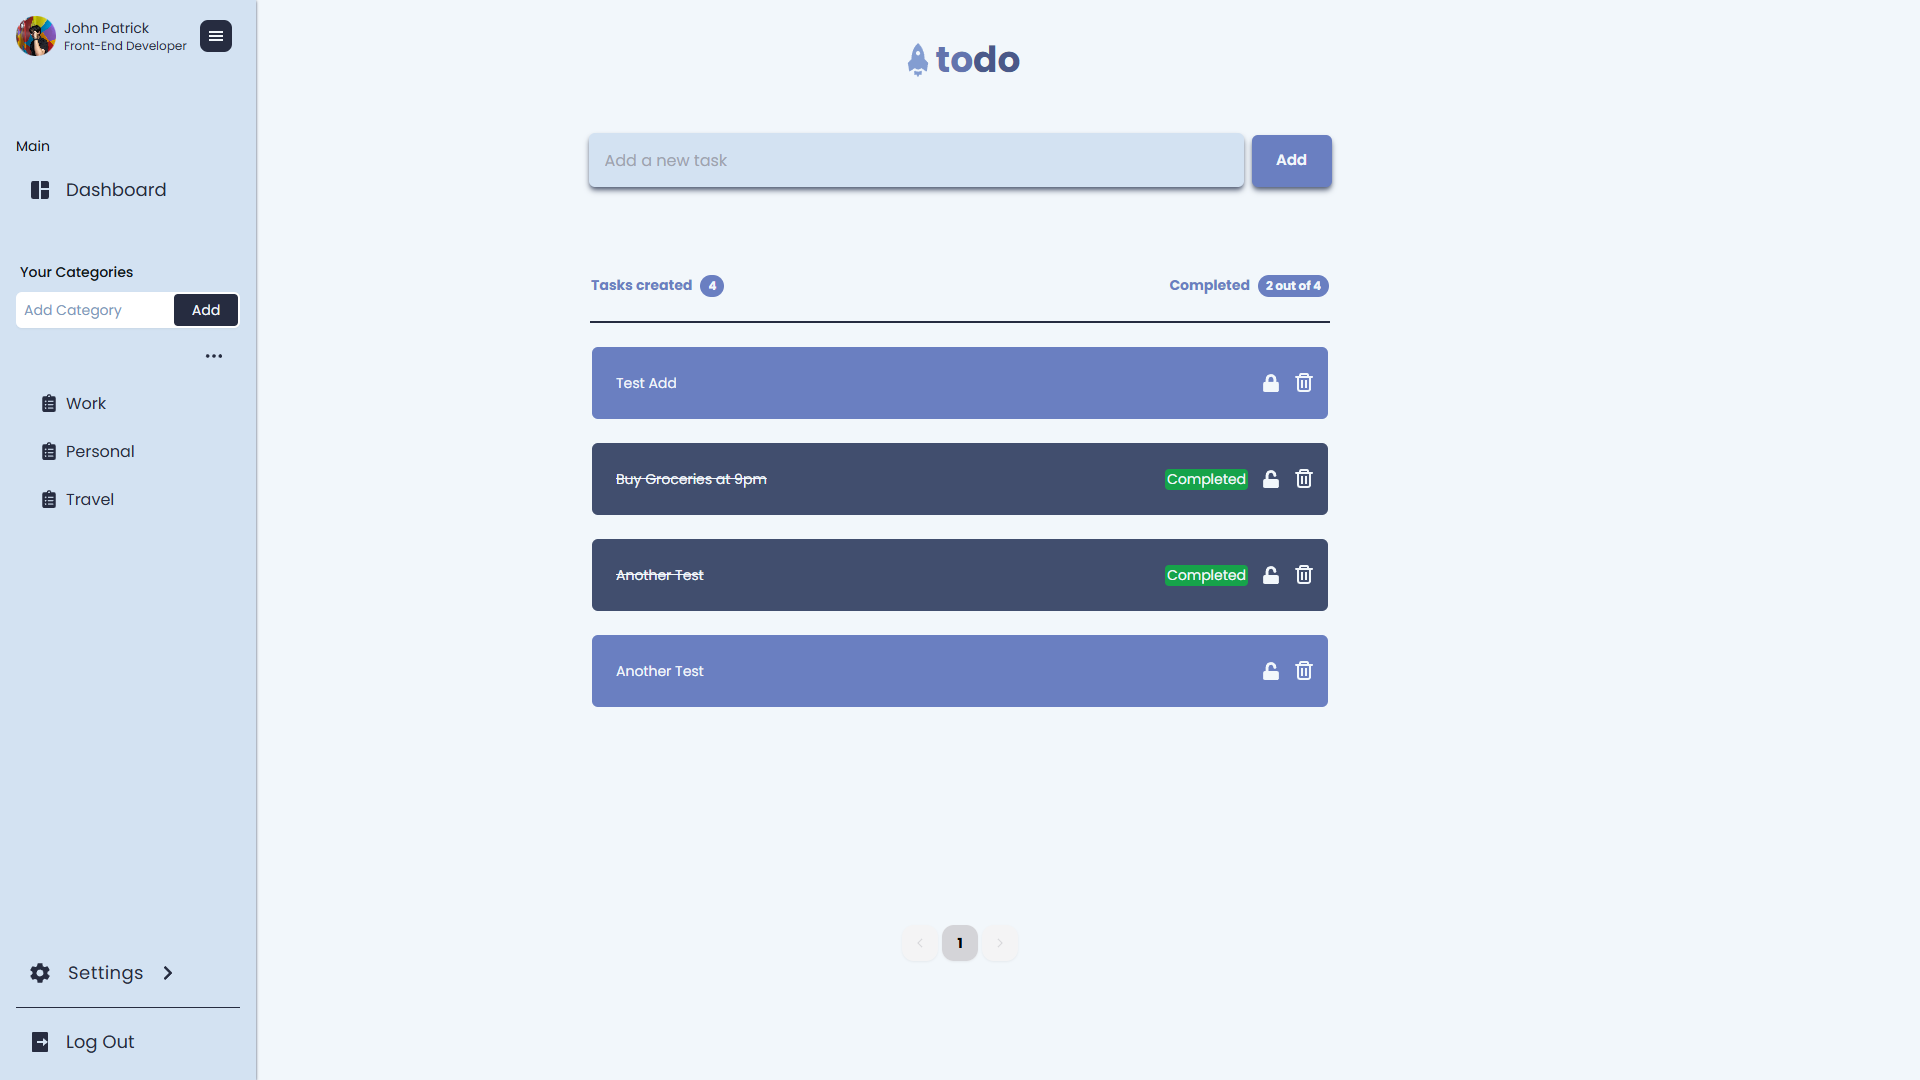 John Patrick
Front-End Developer
Main
Dashboard
Your Categories
Add Category
Add
Work
Personal
Travel
Settings
Log Out
todo
Add a new task
Add
Tasks created 4
Completed 2 out of 4
Test Add
Buy Groceries at 9pm Completed
Another Test Completed
Another Test
< 1 >